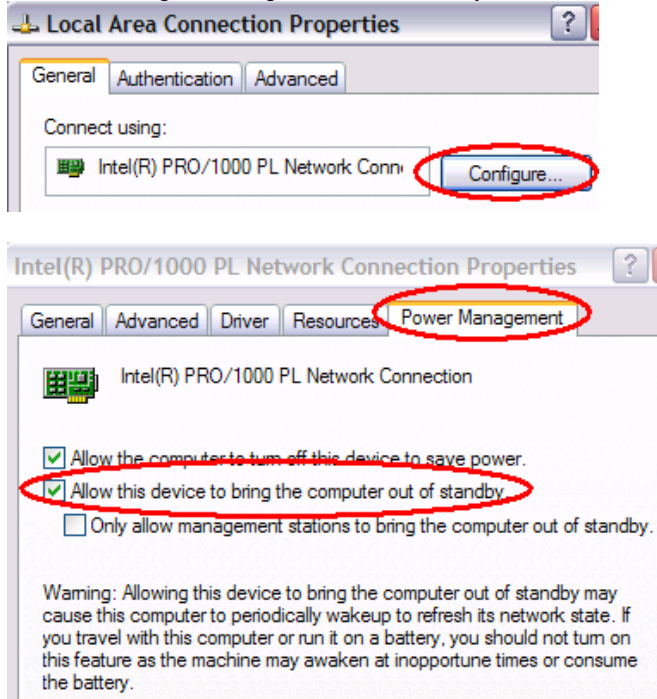 Local Area Connection Properties
General Authentication Advanced
Connect using:
Intel(R) PRO/1000 PL Network Conn
Configure...
Intel(R) PRO/1000 PL Network Connection Properties
General Advanced Driver Resources Power Management
Intel(R) PRO/1000 PL Network Connection
Allow the computer to turn off this device to save power.
Allow this device to bring the computer out of standby.
Only allow management stations to bring the computer out of standby.
Warning: Allowing this device to bring the computer out of standby may
cause this computer to periodically wakeup to refresh its network state. If
you travel with this computer or run it on a battery, you should not turn on
this feature as the machine may awaken at inopportune times or consume
the battery.